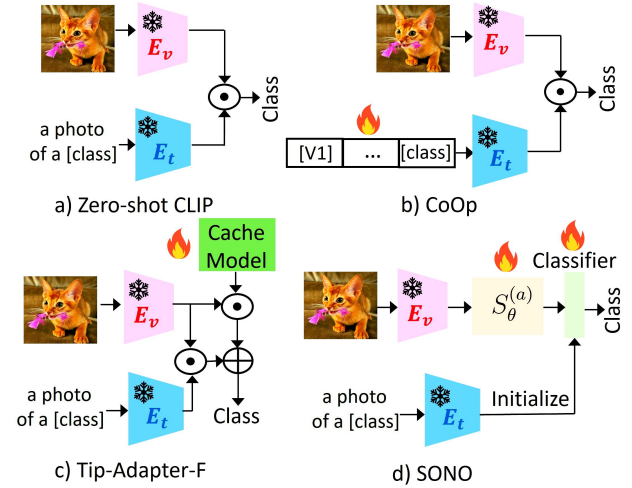 E_v
Class
a photo
of a [class]
E_t
a) Zero-shot CLIP
E_v
Class
[V1] ... [class]
E_t
b) CoOp
Cache
Model
E_v
a photo
of a [class]
E_t
Class
c) Tip-Adapter-F
Classifier
E_v
S_θ^(a)
Class
a photo
of a [class]
E_t
Initialize
d) SONO